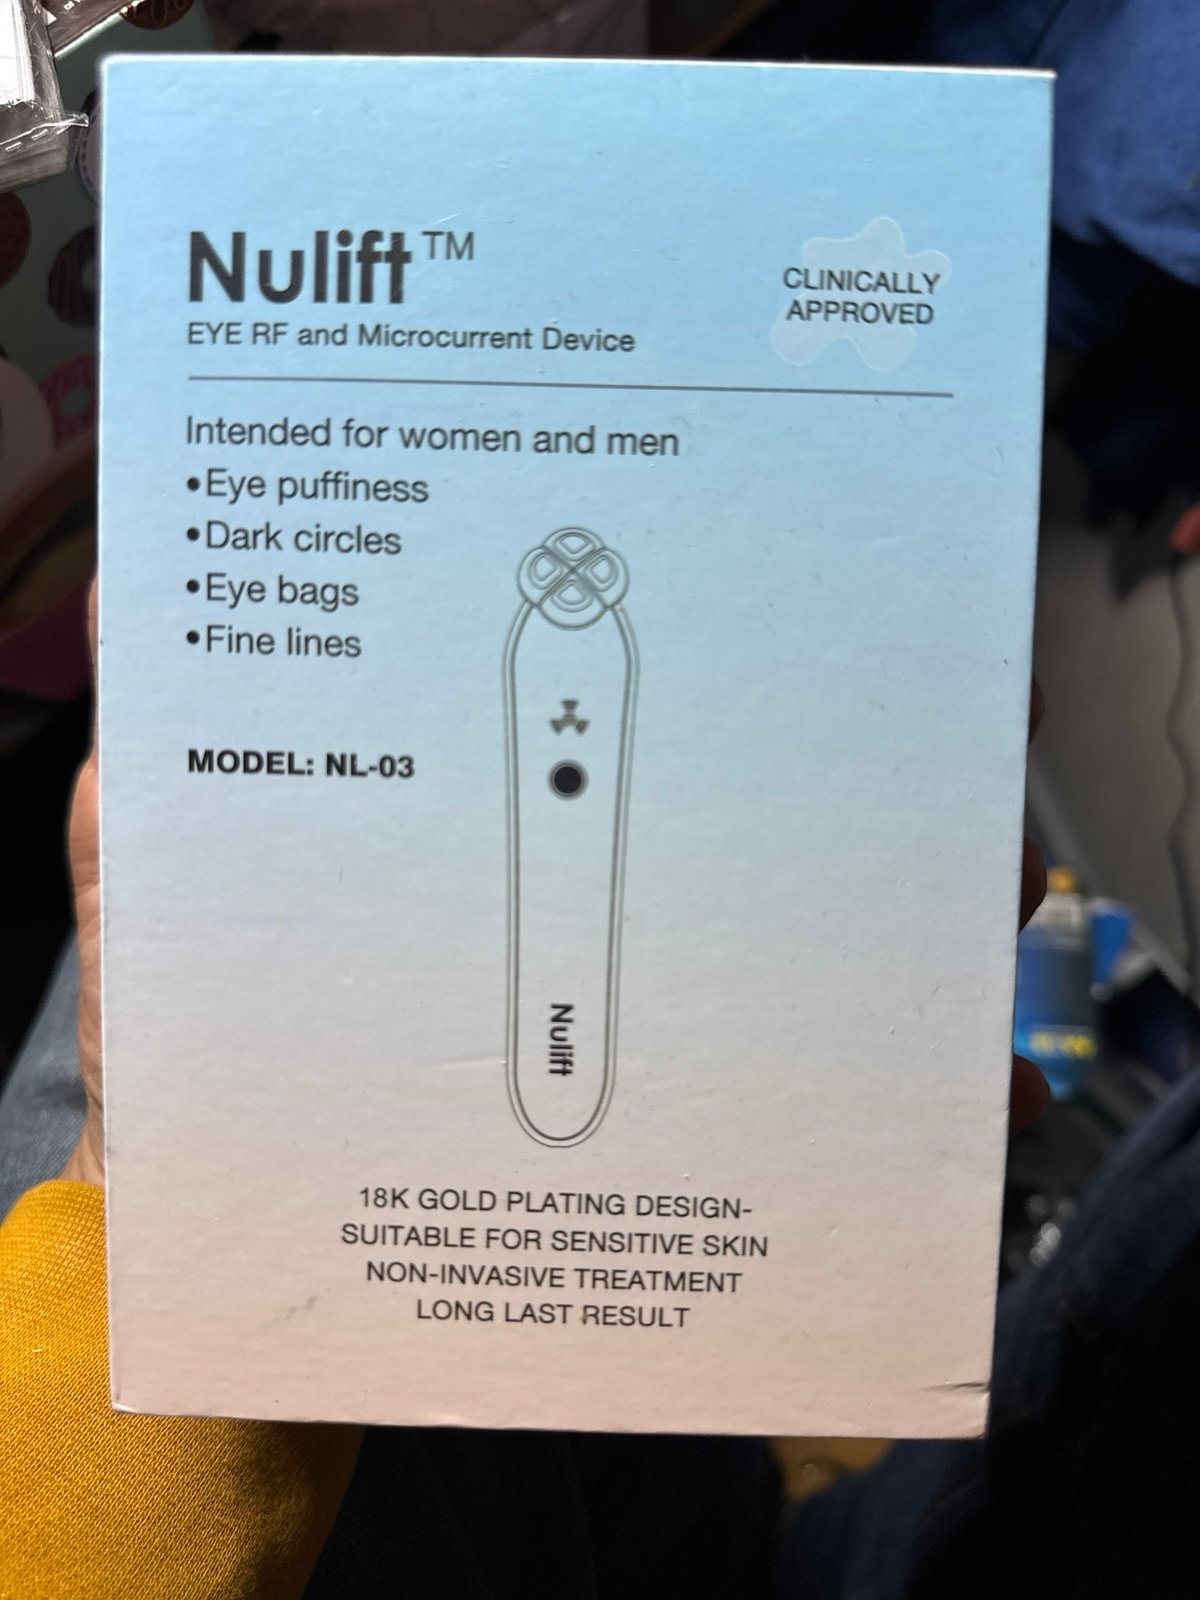 Nulift™
EYE RF and Microcurrent Device
CLINICALLY
APPROVED
Intended for women and men
•Eye puffiness
•Dark circles
•Eye bags
•Fine lines
MODEL: NL-03
Nulift
18K GOLD PLATING DESIGN-
SUITABLE FOR SENSITIVE SKIN
NON-INVASIVE TREATMENT
LONG LAST RESULT